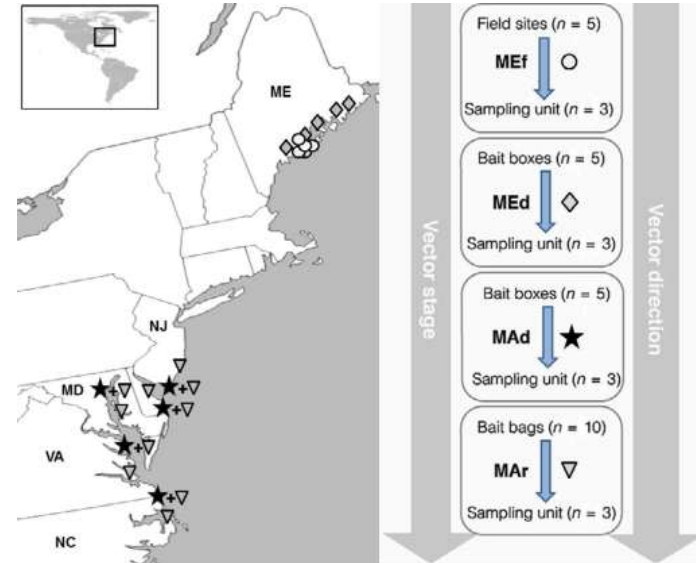 ME
NJ
MD
+
+
+
VA
+
+
NC
Vector stage
Field sites (n = 5)
MEf
Sampling unit (n = 3)
Bait boxes (n = 5)
MEd
Sampling unit (n = 3)
Bait boxes (n = 5)
MAd
Sampling unit (n = 3)
Bait bags (n = 10)
MAr
Sampling unit (n = 3)
Vector direction